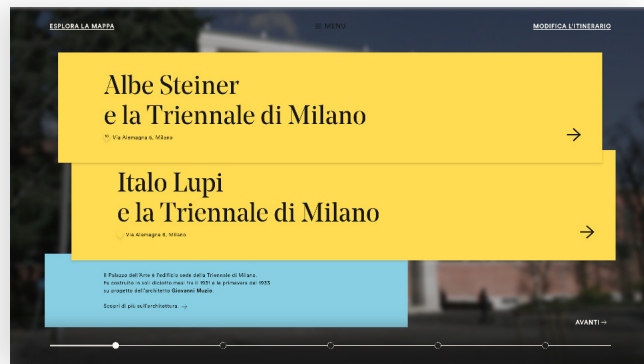 ESPLORA LA MAPPA
MENU
MODIFICA L'ITINERARIO
Albe Steiner
e la Triennale di Milano
Via Alemagna 6, Milano
Italo Lupi
e la Triennale di Milano
Via Alemagna 6, Milano
Il Palazzo dell'Arte è l'edificio sede della Triennale di Milano.
Fu costruito in soli diciotto mesi tra il 1931 e la primavera del 1933
su progetto dell'architetto Giovanni Muzio.
Scopri di più sull'architettura. →
AVANTI →